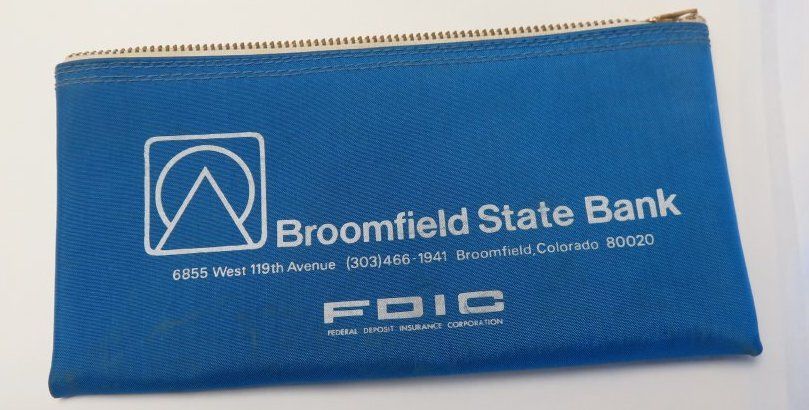 Broomfield State Bank
6855 West 119th Avenue (303)466-1941 Broomfield, Colorado 80020
FDIC
FEDERAL DEPOSIT INSURANCE CORPORATION